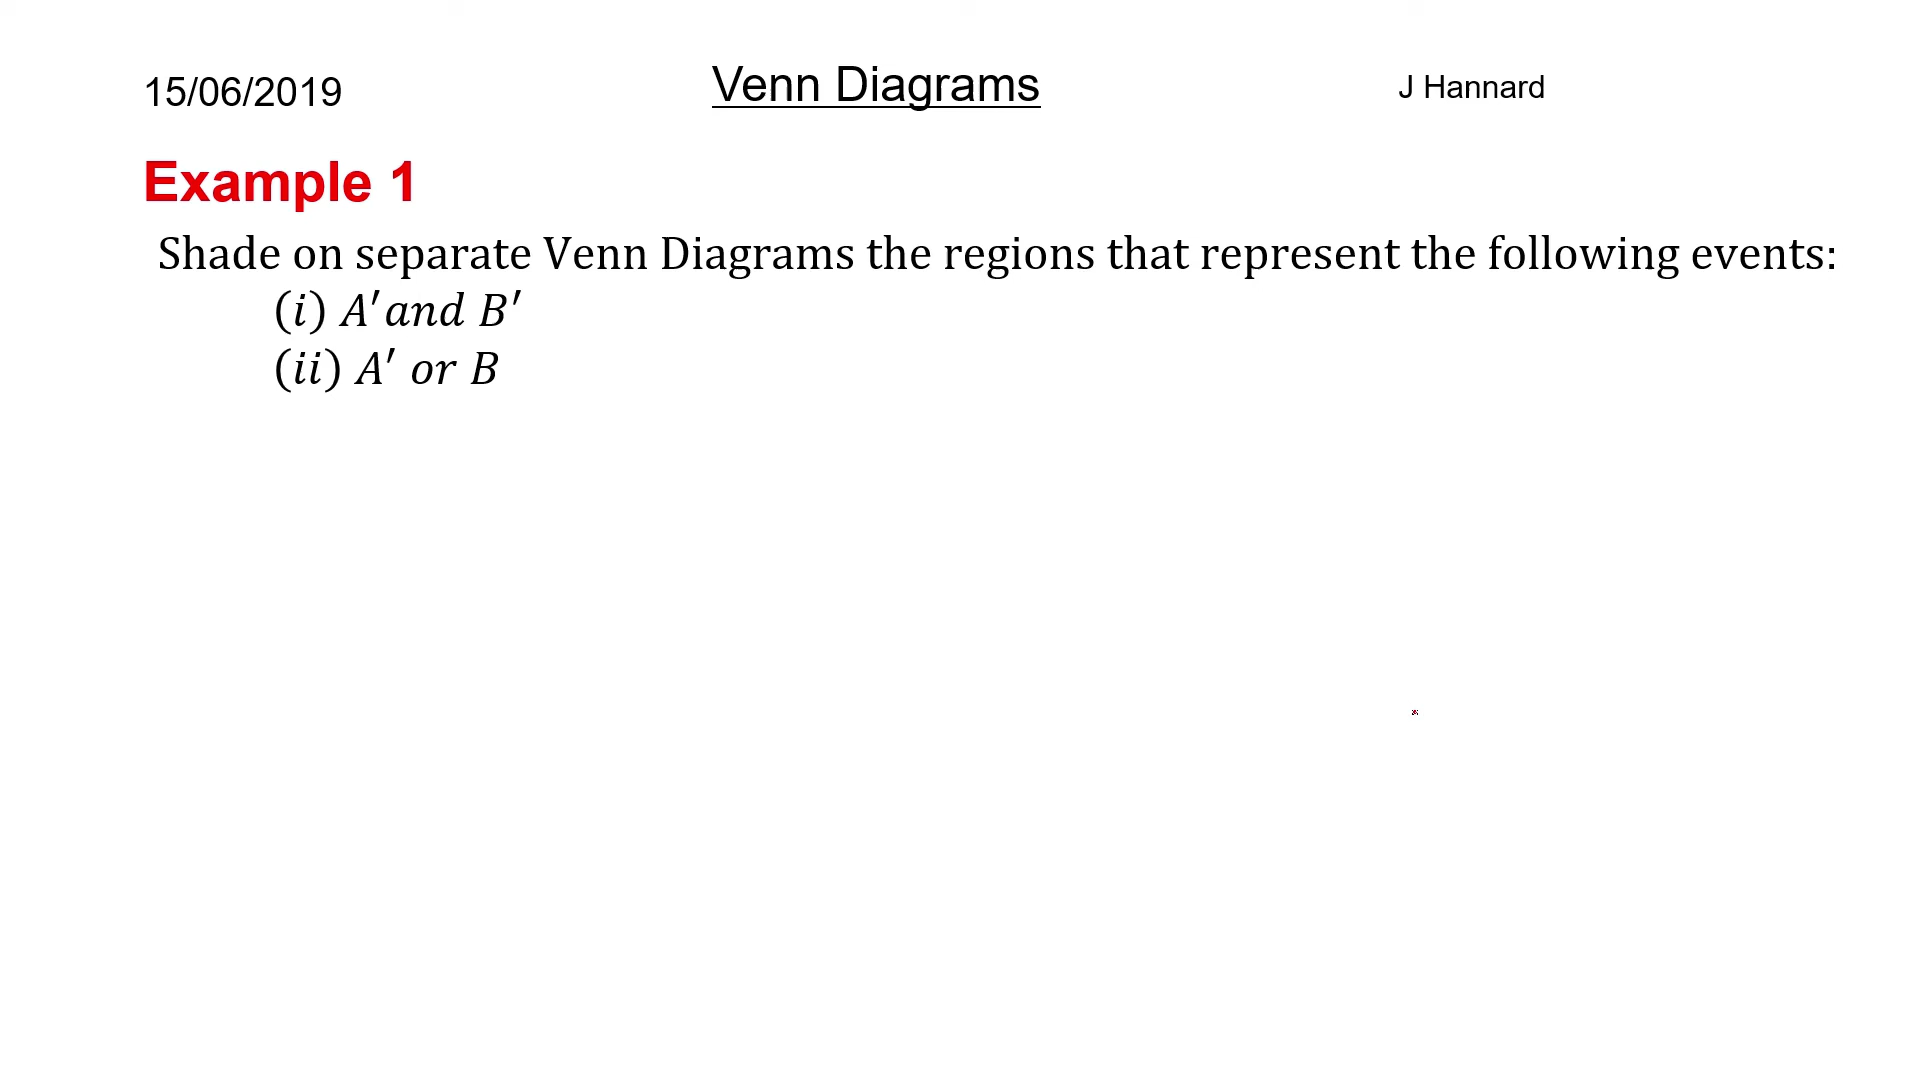 15/06/2019 Venn Diagrams J Hannard
Example 1
Shade on separate Venn Diagrams the regions that represent the following events:
(i) A′and B′
(ii) A′ or B